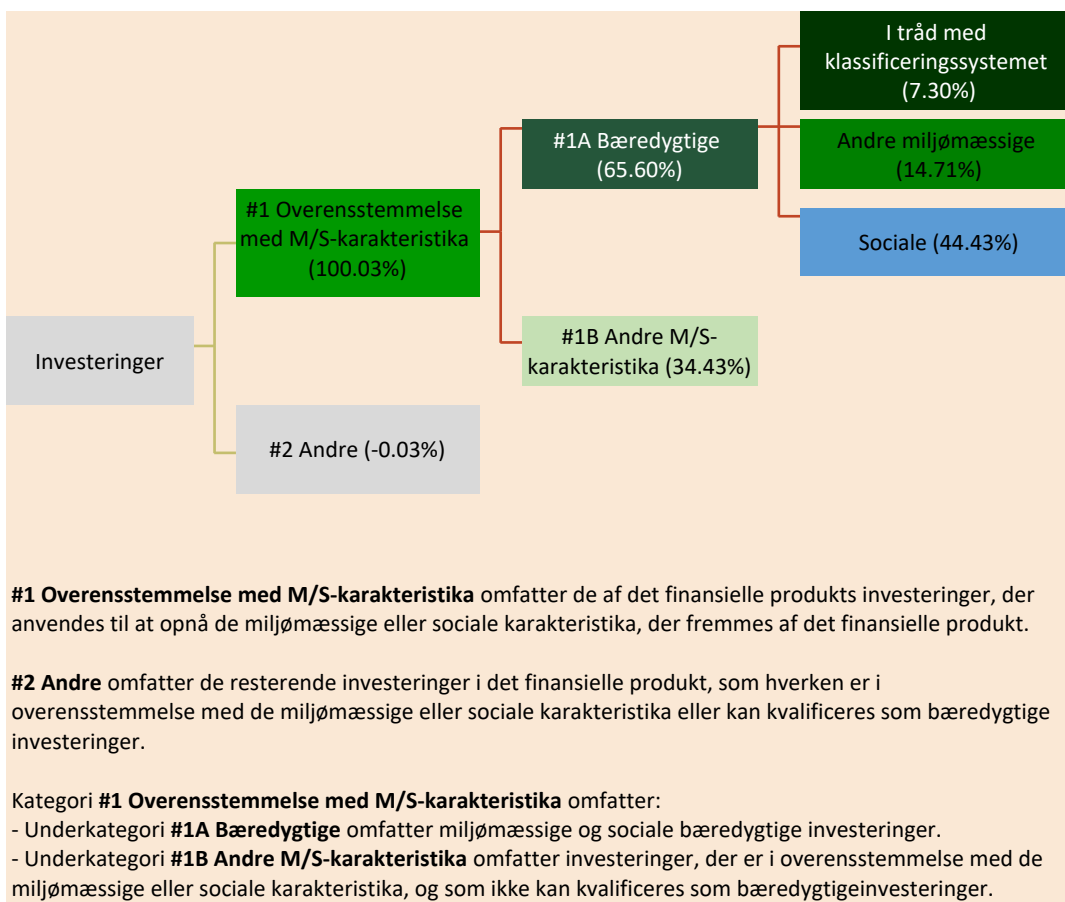 I tråd med
klassificeringssystemet
(7.30%)
#1A Bæredygtige
(65.60%)
Andre miljømæssige
(14.71%)
#1 Overensstemmelse
med M/S-karakteristika
(100.03%)
Sociale (44.43%)
Investeringer
#1B Andre M/S-
karakteristika (34.43%)
#2 Andre (-0.03%)
#1 Overensstemmelse med M/S-karakteristika omfatter de af det finansielle produkts investeringer, der
anvendes til at opnå de miljømæssige eller sociale karakteristika, der fremmes af det finansielle produkt.
#2 Andre omfatter de resterende investeringer i det finansielle produkt, som hverken er i
overensstemmelse med de miljømæssige eller sociale karakteristika eller kan kvalificeres som bæredygtige
investeringer.
Kategori #1 Overensstemmelse med M/S-karakteristika omfatter:
- Underkategori #1A Bæredygtige omfatter miljømæssige og sociale bæredygtige investeringer.
- Underkategori #1B Andre M/S-karakteristika omfatter investeringer, der er i overensstemmelse med de
miljømæssige eller sociale karakteristika, og som ikke kan kvalificeres som bæredygtigeinvesteringer.